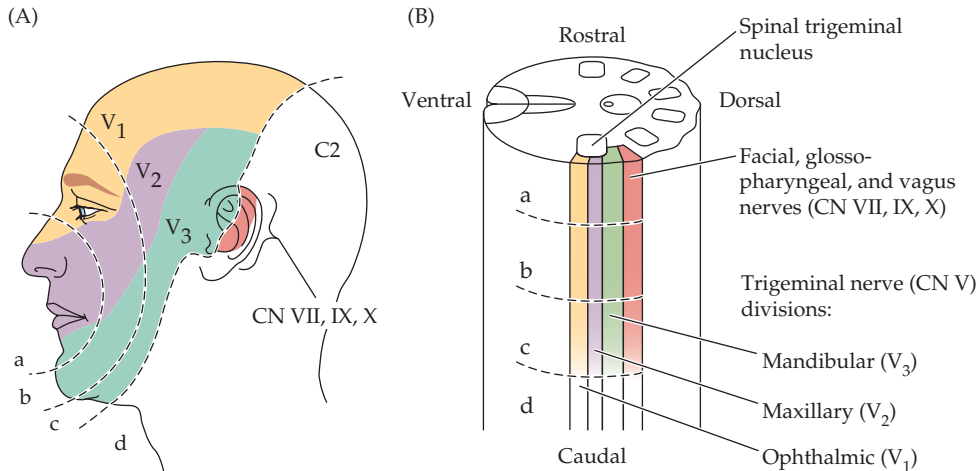 (A)
V1
V2
V3
C2
CN VII, IX, X
a
b
c
d
(B)
Rostral
Spinal trigeminal
nucleus
Ventral
Dorsal
Facial, glosso-
pharyngeal, and vagus
nerves (CN VII, IX, X)
a
b
c
d
Trigeminal nerve (CN V)
divisions:
Mandibular (V3)
Maxillary (V2)
Ophthalmic (V1)
Caudal